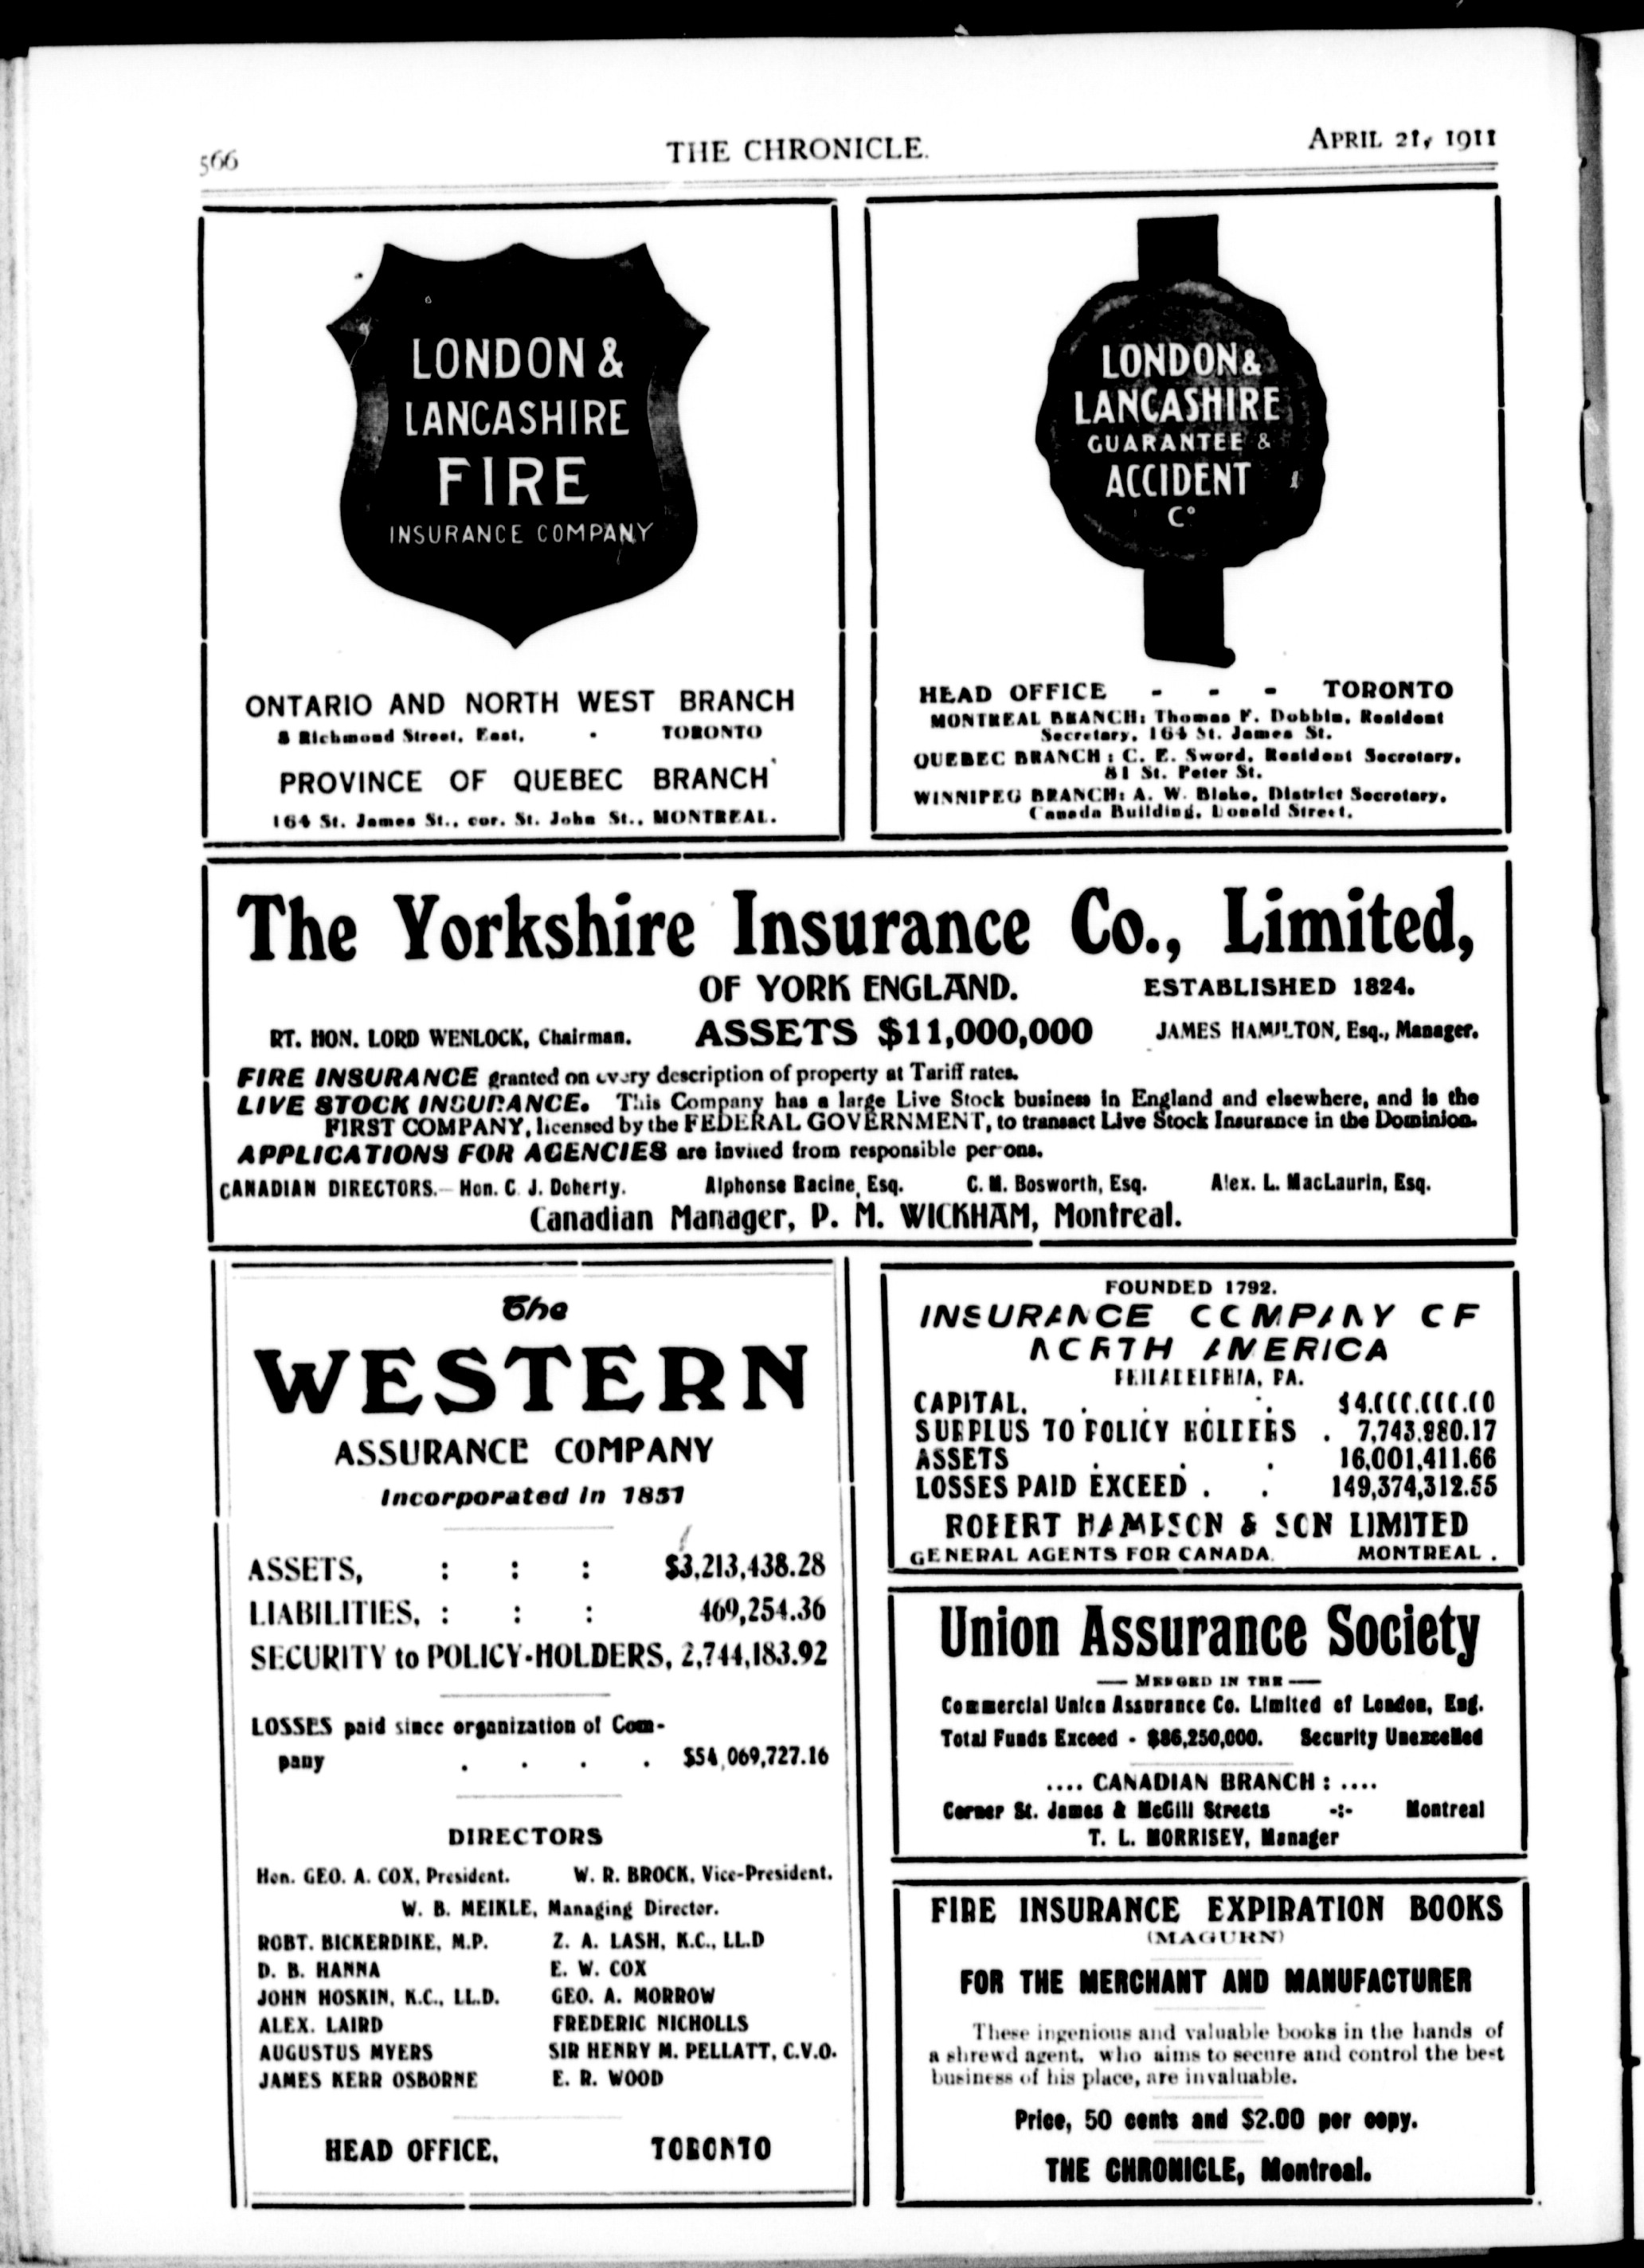 566
THE CHRONICLE.
APRIL 21, 1911
LONDON &
LANCASHIRE
FIRE
INSURANCE COMPANY
ONTARIO AND NORTH WEST BRANCH
8 Richmond Street, East, - TORONTO
PROVINCE OF QUEBEC BRANCH
164 St. James St., cor. St. John St., MONTREAL.
LONDON &
LANCASHIRE
GUARANTEE &
ACCIDENT
Co
HEAD OFFICE - - - TORONTO
MONTREAL BRANCH: Thomas F. Dobbin, Resident
Secretary, 164 St. James St.
QUEBEC BRANCH: C. E. Sword, Resident Secretary,
81 St. Peter St.
WINNIPEG BRANCH: A. W. Blake, District Secretary,
Canada Building, Donald Street.
The Yorkshire Insurance Co., Limited,
OF YORK ENGLAND. ESTABLISHED 1824.
RT. HON. LORD WENLOCK, Chairman. ASSETS $11,000,000 JAMES HAMILTON, Esq., Manager.
FIRE INSURANCE granted on every description of property at Tariff rates.
LIVE STOCK INSURANCE. This Company has a large Live Stock business in England and elsewhere, and is the
FIRST COMPANY, licensed by the FEDERAL GOVERNMENT, to transact Live Stock Insurance in the Dominion.
APPLICATIONS FOR AGENCIES are invited from responsible persons.
CANADIAN DIRECTORS.—Hon. C. J. Doherty. Alphonse Racine, Esq. C. M. Bosworth, Esq. Alex. L. MacLaurin, Esq.
Canadian Manager, P. M. WICKHAM, Montreal.
The
WESTERN
ASSURANCE COMPANY
Incorporated in 1851
ASSETS, : : : $3,213,438.28
LIABILITIES, : : : 469,254.36
SECURITY to POLICY-HOLDERS, 2,744,183.92
LOSSES paid since organization of Com-
pany . . . . $54,069,727.16
DIRECTORS
Hon. GEO. A. COX, President. W. R. BROCK, Vice-President.
W. B. MEIKLE, Managing Director.
ROBT. BICKERDIKE, M.P. Z. A. LASH, K.C., LL.D
D. B. HANNA E. W. COX
JOHN HOSKIN, K.C., LL.D. GEO. A. MORROW
ALEX. LAIRD FREDERIC NICHOLLS
AUGUSTUS MYERS SIR HENRY M. PELLATT, C.V.O.
JAMES KERR OSBORNE E. R. WOOD
HEAD OFFICE, TORONTO
FOUNDED 1792.
INSURANCE COMPANY OF
NORTH AMERICA
PHILADELPHIA, PA.
CAPITAL, . . . . $4,000,000.00
SURPLUS TO POLICY HOLDERS . 7,743,980.17
ASSETS . . . 16,001,411.66
LOSSES PAID EXCEED . . 149,374,312.55
ROBERT HAMPSON & SON LIMITED
GENERAL AGENTS FOR CANADA. MONTREAL .
Union Assurance Society
— MERGED IN THE —
Commercial Union Assurance Co. Limited of London, Eng.
Total Funds Exceed - $86,250,000. Security Unexcelled
.... CANADIAN BRANCH : ....
Corner St. James & McGill Streets -:- Montreal
T. L. MORRISEY, Manager
FIRE INSURANCE EXPIRATION BOOKS
(MAGURN)
FOR THE MERCHANT AND MANUFACTURER
These ingenious and valuable books in the hands of
a shrewd agent, who aims to secure and control the best
business of his place, are invaluable.
Price, 50 cents and $2.00 per copy.
THE CHRONICLE, Montreal.